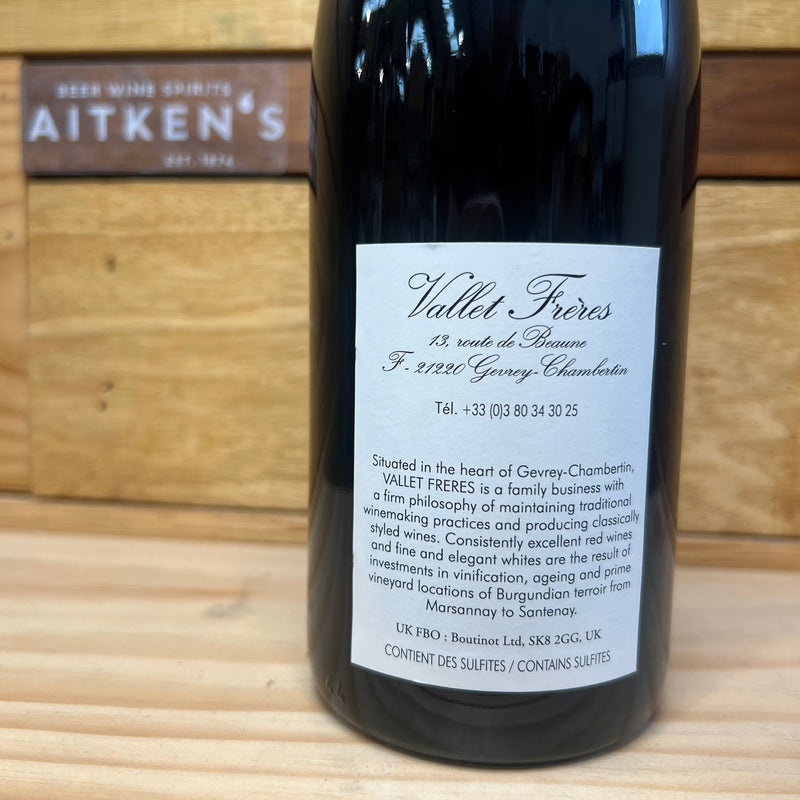 BEER WINE SPIRITS
AITKEN'S
EST. 1874
Vallet Frères
13, route de Beaune
F - 21220 Gevrey-Chambertin
Tél. +33 (0)3 80 34 30 25
Situated in the heart of Gevrey-Chambertin,
VALLET FRERES is a family business with
a firm philosophy of maintaining traditional
winemaking practices and producing classically
styled wines. Consistently excellent red wines
and fine and elegant whites are the result of
investments in vinification, ageing and prime
vineyard locations of Burgundian terroir from
Marsannay to Santenay.
UK FBO : Boutinot Ltd, SK8 2GG, UK
CONTIENT DES SULFITES / CONTAINS SULFITES